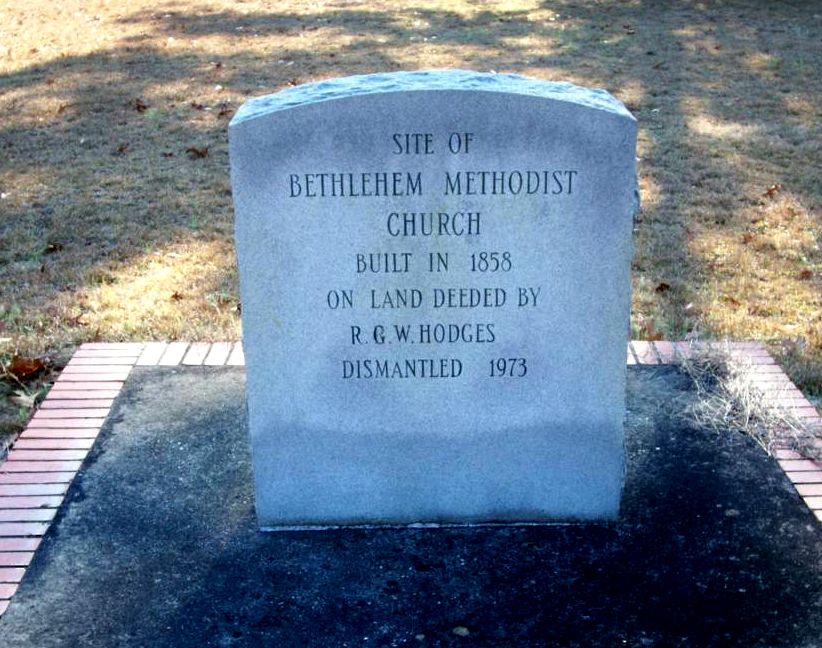 SITE OF
BETHLEHEM METHODIST
CHURCH
BUILT IN 1858
ON LAND DEEDED BY
R.G.W. HODGES
DISMANTLED 1973